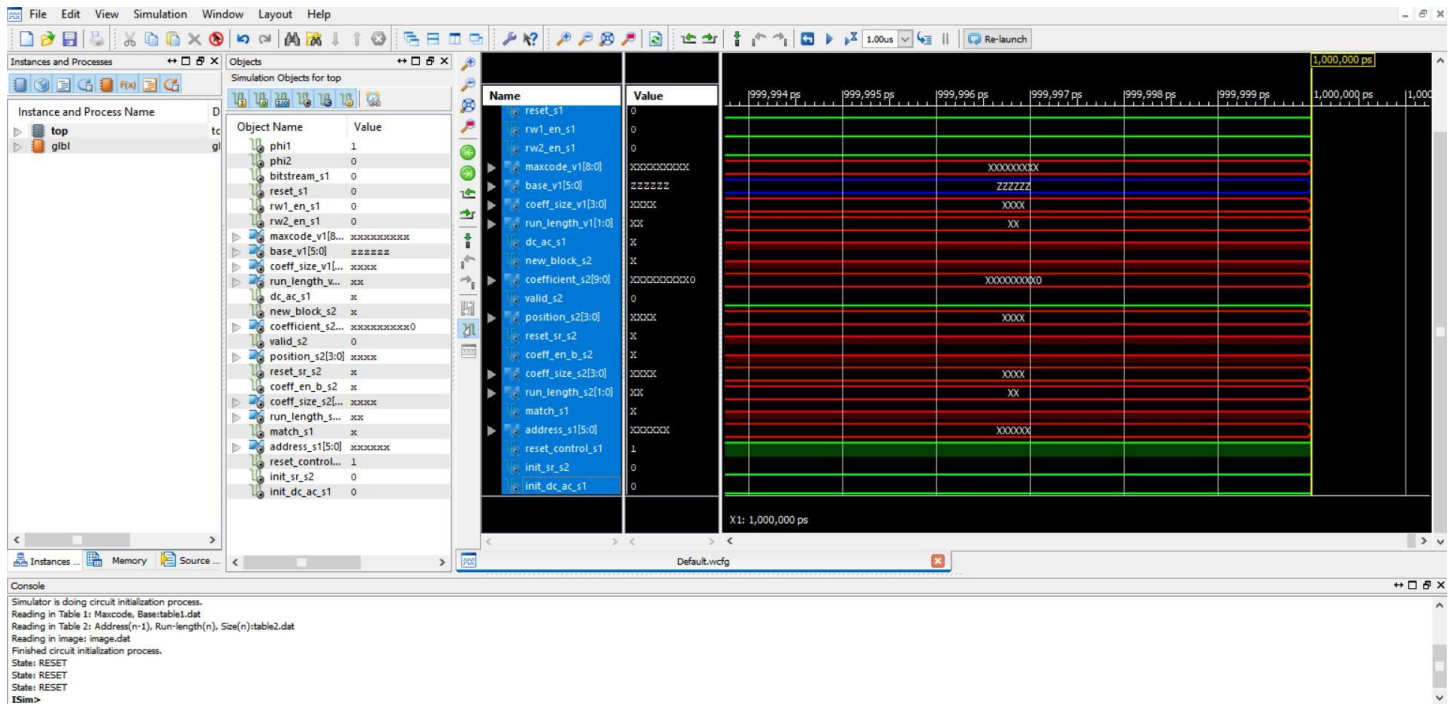 File Edit View Simulation Window Layout Help
1.00us Re-launch
Instances and Processes
Instance and Process Name D
top tc
glbl gl
Instances ... Memory Source ...
Objects
Simulation Objects for top
Object Name Value
phi1 1
phi2 0
bitstream_s1 0
reset_s1 0
rw1_en_s1 0
rw2_en_s1 0
maxcode_v1[8... xxxxxxxxx
base_v1[5:0] zzzzzz
coeff_size_v1[... xxxx
run_length_v... xx
dc_ac_s1 x
new_block_s2 x
coefficient_s2... xxxxxxxxx0
valid_s2 0
position_s2[3:0] xxxx
reset_sr_s2 x
coeff_en_b_s2 x
coeff_size_s2[... xxxx
run_length_s... xx
match_s1 x
address_s1[5:0] xxxxxx
reset_control... 1
init_sr_s2 0
init_dc_ac_s1 0
1,000,000 ps
Name Value 999,994 ps 999,995 ps 999,996 ps 999,997 ps 999,998 ps 999,999 ps 1,000,000 ps 1,000
reset_s1 0
rw1_en_s1 0
rw2_en_s1 0
maxcode_v1[8:0] XXXXXXXXX XXXXXXXXX
base_v1[5:0] ZZZZZZ ZZZZZZ
coeff_size_v1[3:0] XXXX XXXX
run_length_v1[1:0] XX XX
dc_ac_s1 X
new_block_s2 X
coefficient_s2[9:0] XXXXXXXXX0 XXXXXXXXX0
valid_s2 0
position_s2[3:0] XXXX XXXX
reset_sr_s2 X
coeff_en_b_s2 X
coeff_size_s2[3:0] XXXX XXXX
run_length_s2[1:0] XX XX
match_s1 X
address_s1[5:0] XXXXXX XXXXXX
reset_control_s1 1
init_sr_s2 0
init_dc_ac_s1 0
X1: 1,000,000 ps
Default.wcfg
Console
Simulator is doing circuit initialization process.
Reading in Table 1: Maxcode, Base:table1.dat
Reading in Table 2: Address(n-1), Run-length(n), Size(n):table2.dat
Reading in image: image.dat
Finished circuit initialization process.
State: RESET
State: RESET
State: RESET
ISim>